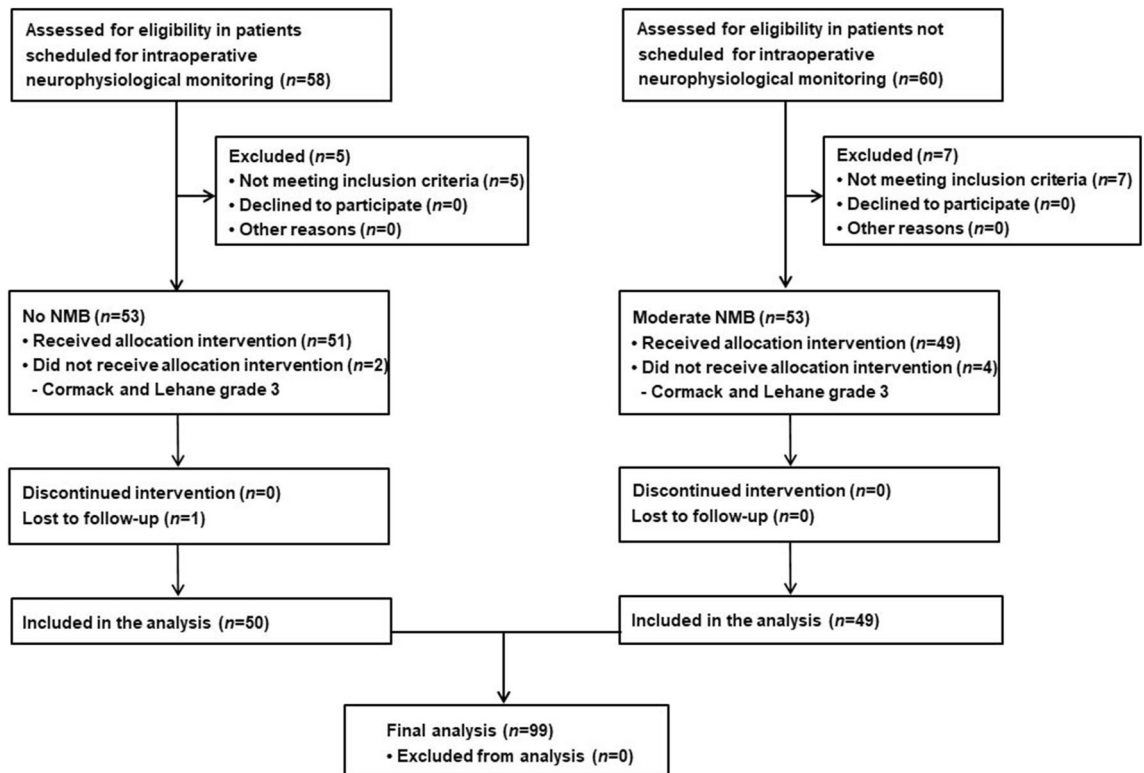 Assessed for eligibility in patients
scheduled for intraoperative
neurophysiological monitoring (n=58)
Assessed for eligibility in patients not
scheduled for intraoperative
neurophysiological monitoring (n=60)
Excluded (n=5)
• Not meeting inclusion criteria (n=5)
• Declined to participate (n=0)
• Other reasons (n=0)
Excluded (n=7)
• Not meeting inclusion criteria (n=7)
• Declined to participate (n=0)
• Other reasons (n=0)
No NMB (n=53)
• Received allocation intervention (n=51)
• Did not receive allocation intervention (n=2)
- Cormack and Lehane grade 3
Moderate NMB (n=53)
• Received allocation intervention (n=49)
• Did not receive allocation intervention (n=4)
- Cormack and Lehane grade 3
Discontinued intervention (n=0)
Lost to follow-up (n=1)
Discontinued intervention (n=0)
Lost to follow-up (n=0)
Included in the analysis (n=50)
Included in the analysis (n=49)
Final analysis (n=99)
• Excluded from analysis (n=0)